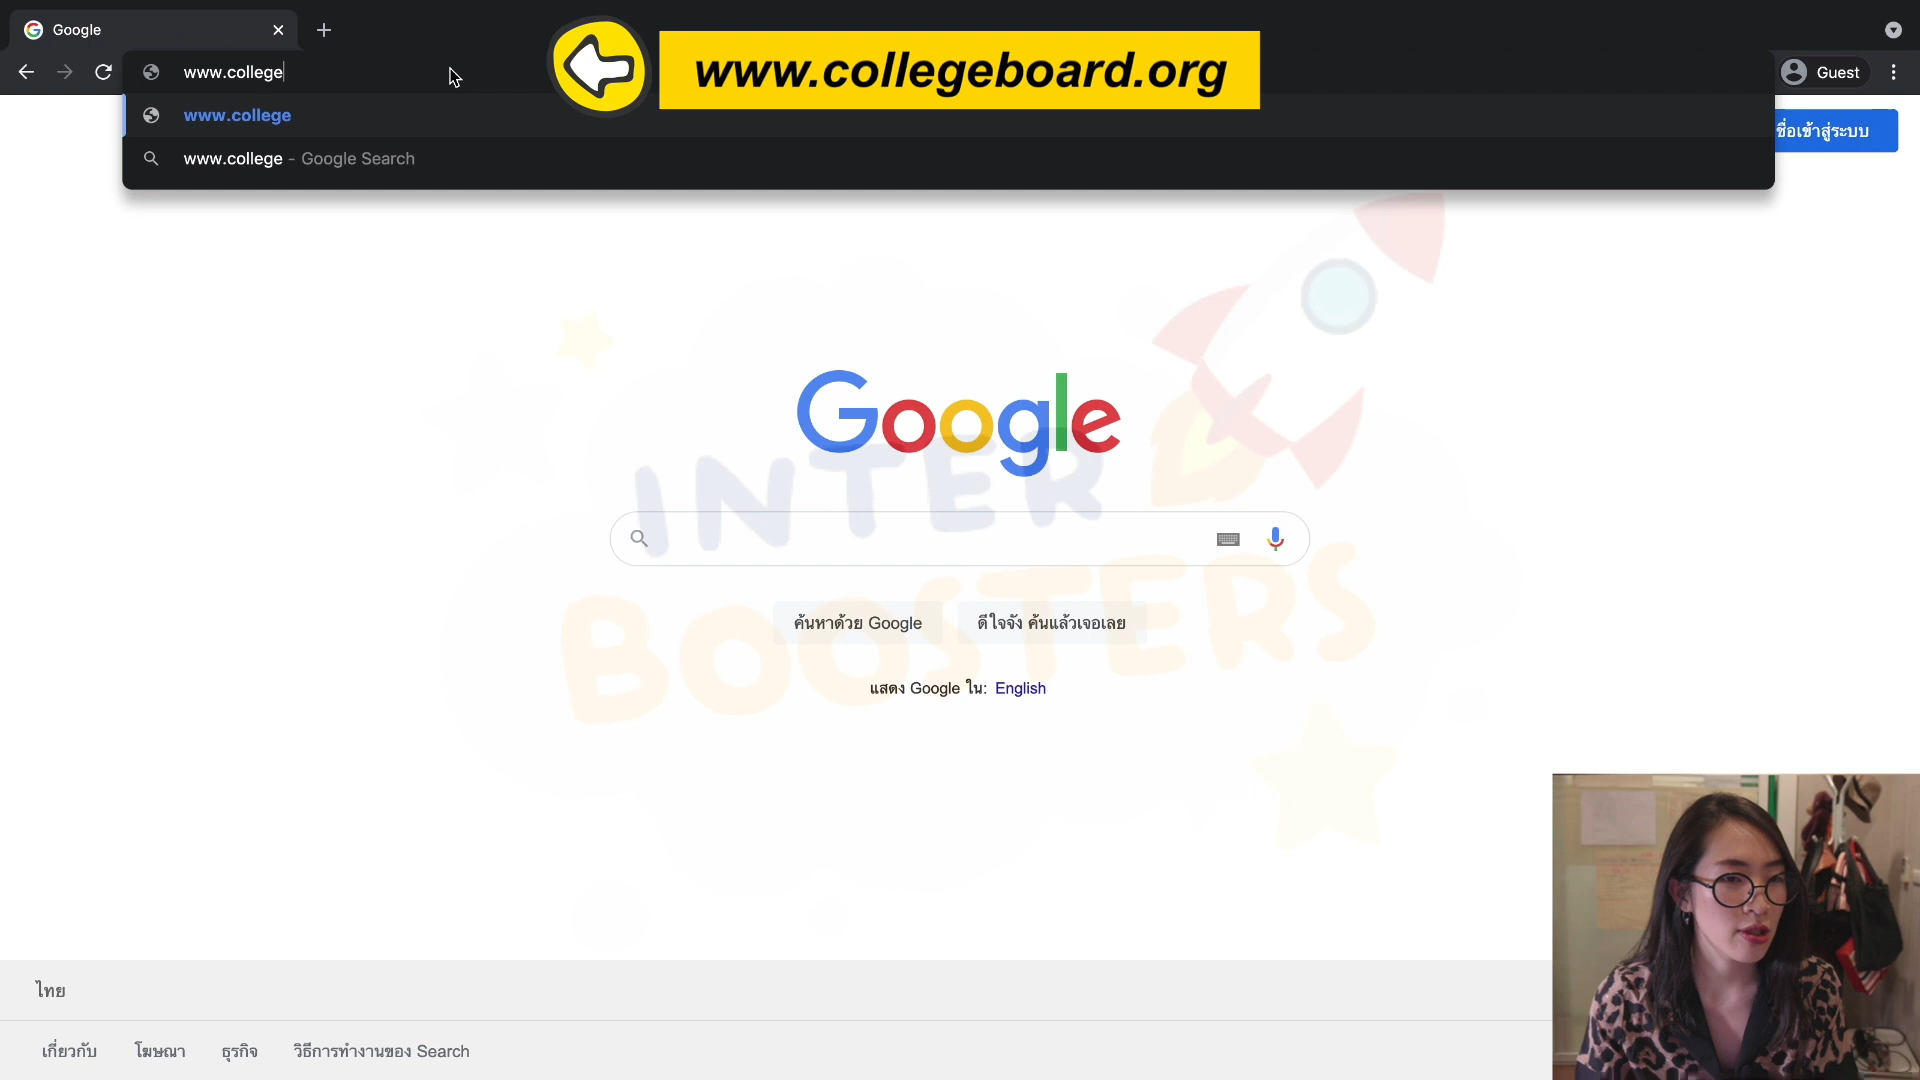 Google
www.college
www.collegeboard.org
Guest
www.college
www.college - Google Search
ชื่อเข้าสู่ระบบ
Google
INTER
BOOSTERS
ค้นหาด้วย Google
ดีใจจัง ค้นแล้วเจอเลย
แสดง Google ใน: English
ไทย
เกี่ยวกับ โฆษณา ธุรกิจ วิธีการทำงานของ Search